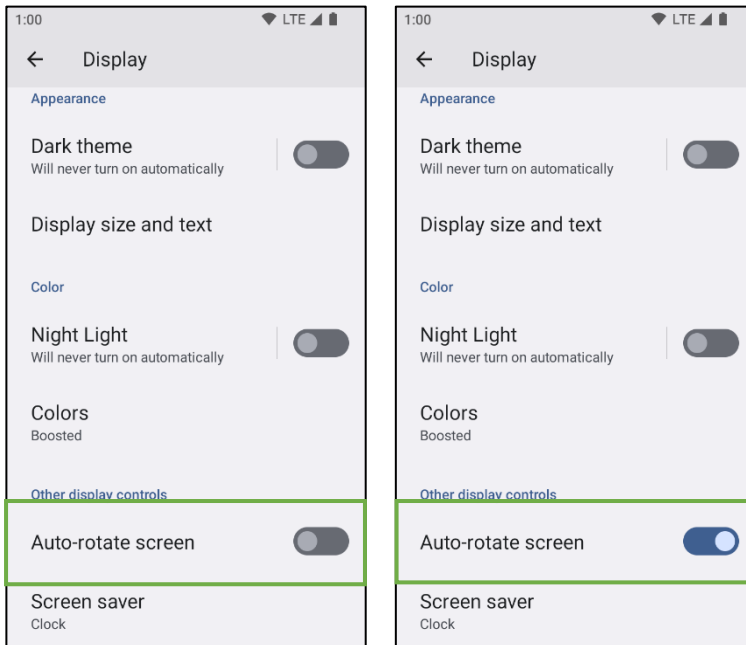 1:00 LTE
Display
Appearance
Dark theme
Will never turn on automatically
Display size and text
Color
Night Light
Will never turn on automatically
Colors
Boosted
Other display controls
Auto-rotate screen
Screen saver
Clock
1:00 LTE
Display
Appearance
Dark theme
Will never turn on automatically
Display size and text
Color
Night Light
Will never turn on automatically
Colors
Boosted
Other display controls
Auto-rotate screen
Screen saver
Clock